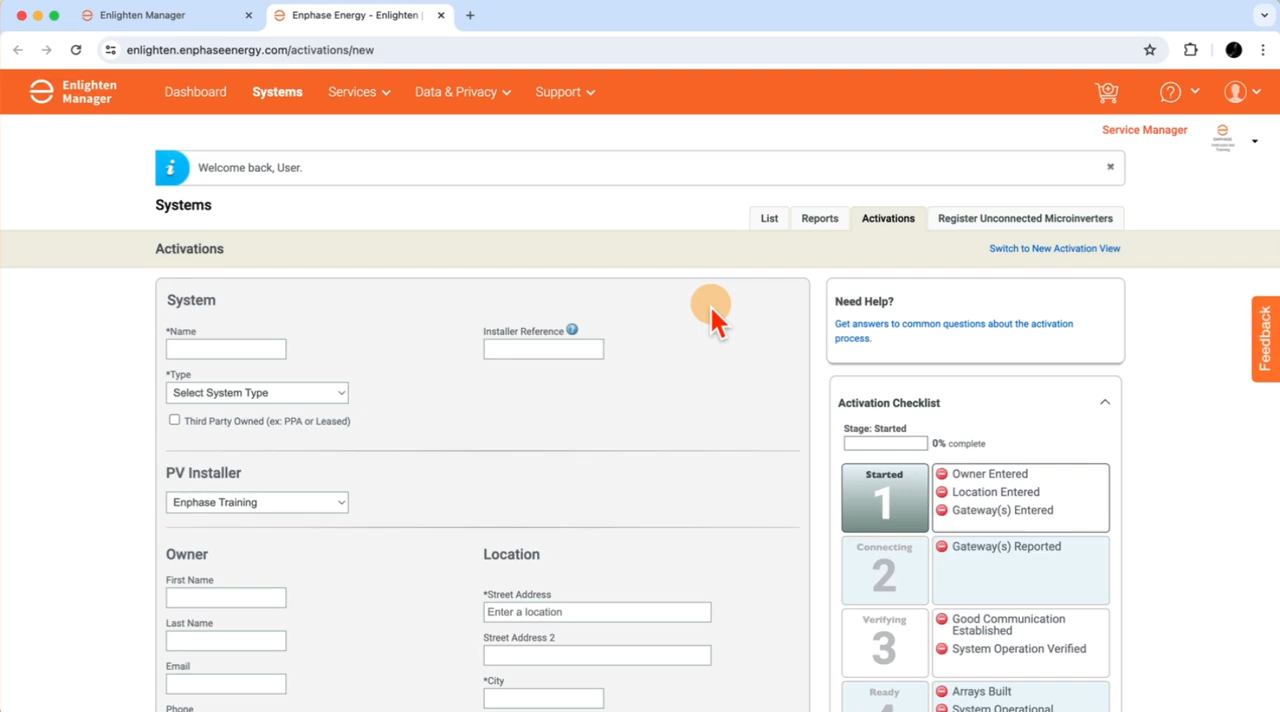 Enlighten Manager
Enphase Energy - Enlighten |
enlighten.enphaseenergy.com/activations/new
Enlighten
Manager
Dashboard
Systems
Services
Data & Privacy
Support
Service Manager
Welcome back, User.
Systems
List
Reports
Activations
Register Unconnected Microinverters
Activations
Switch to New Activation View
System
*Name
Installer Reference
*Type
Select System Type
Third Party Owned (ex: PPA or Leased)
PV Installer
Enphase Training
Owner
First Name
Last Name
Email
Phone
Location
*Street Address
Enter a location
Street Address 2
*City
Need Help?
Get answers to common questions about the activation
process.
Feedback
Activation Checklist
Stage: Started
0% complete
Started
1
Owner Entered
Location Entered
Gateway(s) Entered
Connecting
2
Gateway(s) Reported
Verifying
3
Good Communication
Established
System Operation Verified
Ready
4
Arrays Built
System Operational